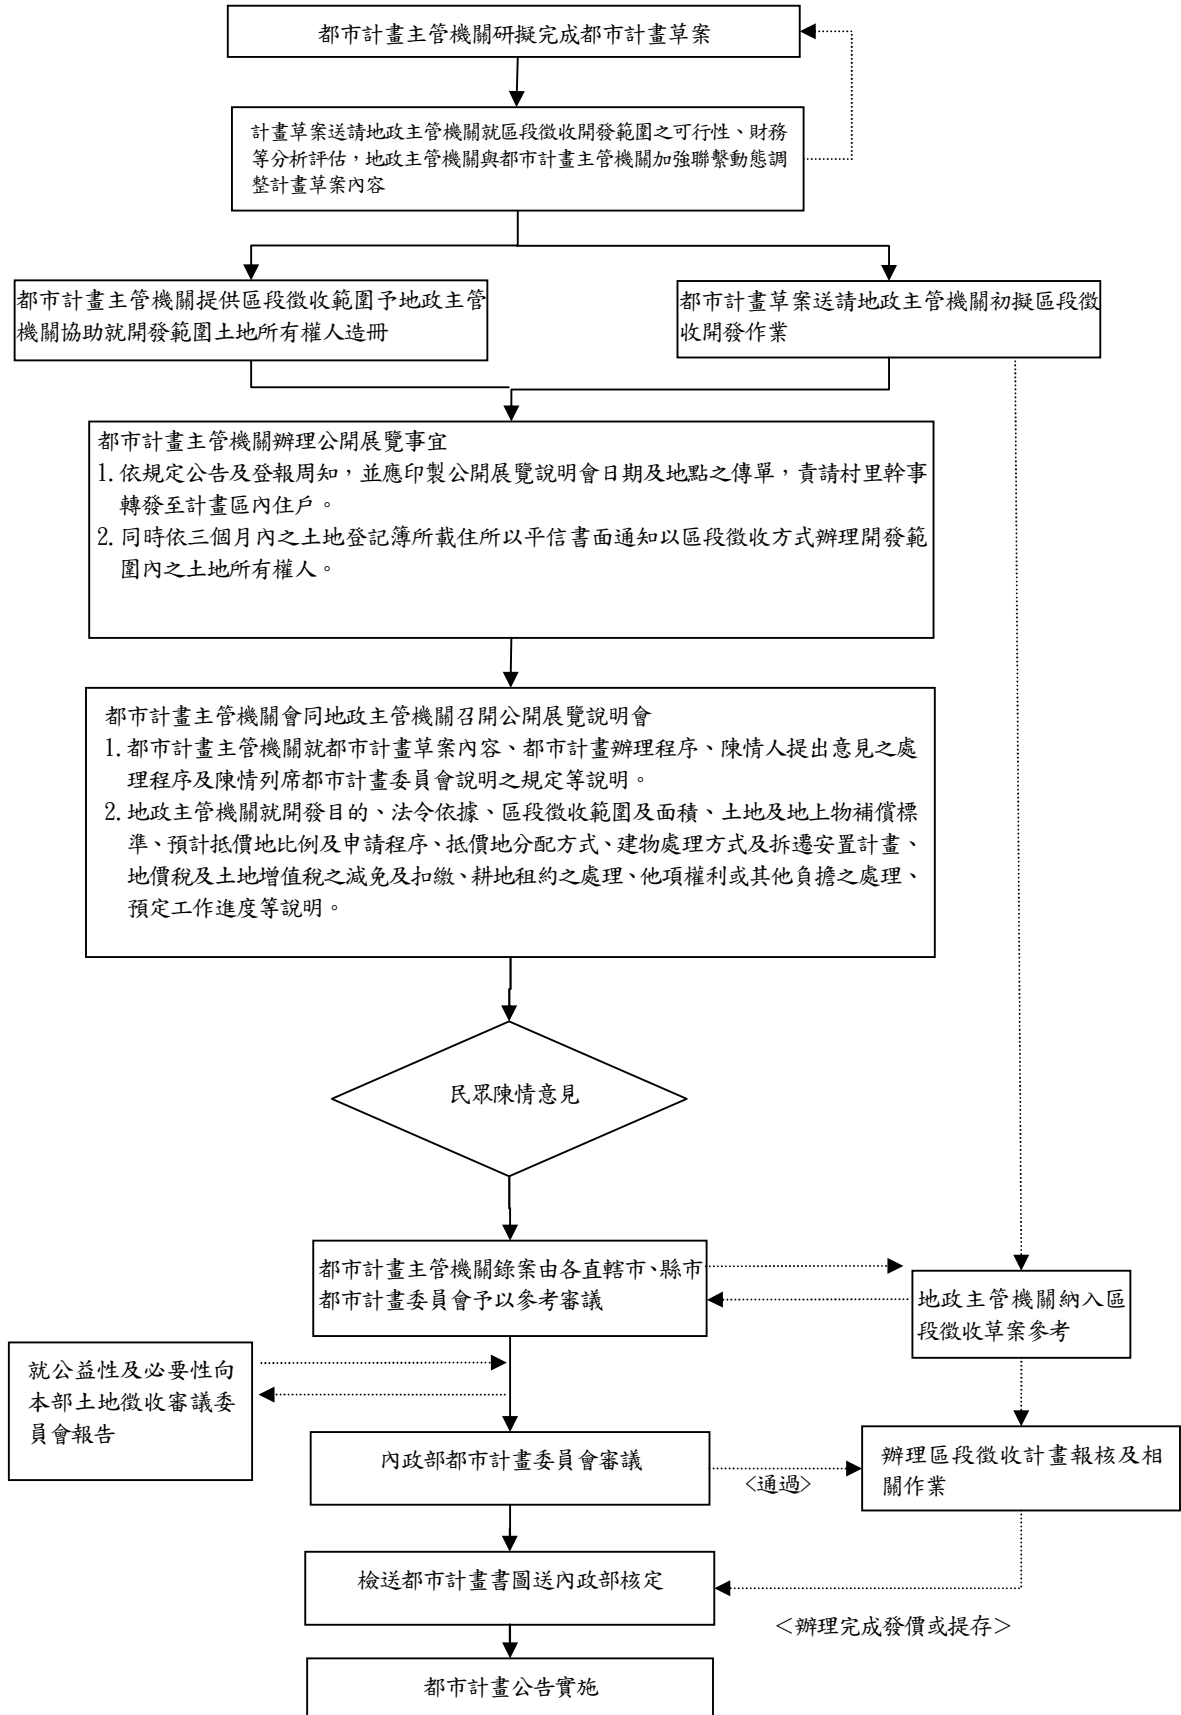 都市計畫主管機關研擬完成都市計畫草案
計畫草案送請地政主管機關就區段徵收開發範圍之可行性、財務
等分析評估，地政主管機關與都市計畫主管機關加強聯繫動態調
整計畫草案內容
都市計畫主管機關提供區段徵收範圍予地政主管
機關協助就開發範圍土地所有權人造冊
都市計畫草案送請地政主管機關初擬區段徵
收開發作業
都市計畫主管機關辦理公開展覽事宜
1. 依規定公告及登報周知，並應印製公開展覽說明會日期及地點之傳單，責請村里幹事
轉發至計畫區內住戶。
2. 同時依三個月內之土地登記簿所載住所以平信書面通知以區段徵收方式辦理開發範
圍內之土地所有權人。
都市計畫主管機關會同地政主管機關召開公開展覽說明會
1. 都市計畫主管機關就都市計畫草案內容、都市計畫辦理程序、陳情人提出意見之處
理程序及陳情列席都市計畫委員會說明之規定等說明。
2. 地政主管機關就開發目的、法令依據、區段徵收範圍及面積、土地及地上物補償標
準、預計抵價地比例及申請程序、抵價地分配方式、建物處理方式及拆遷安置計畫、
地價稅及土地增值稅之減免及扣繳、耕地租約之處理、他項權利或其他負擔之處理、
預定工作進度等說明。
民眾陳情意見
都市計畫主管機關錄案由各直轄市、縣市
都市計畫委員會予以參考審議
地政主管機關納入區
段徵收草案參考
就公益性及必要性向
本部土地徵收審議委
員會報告
內政部都市計畫委員會審議
<通過>
辦理區段徵收計畫報核及相
關作業
檢送都市計畫書圖送內政部核定
＜辦理完成發價或提存＞
都市計畫公告實施